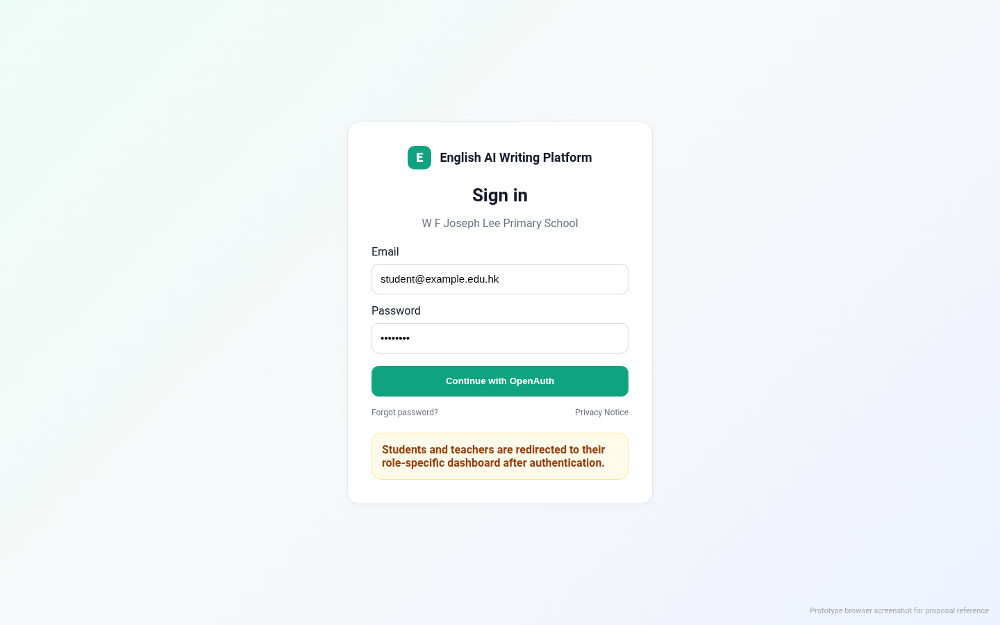 E English AI Writing Platform
Sign in
W F Joseph Lee Primary School
Email
student@example.edu.hk
Password
••••••••
Continue with OpenAuth
Forgot password? Privacy Notice
Students and teachers are redirected to their
role-specific dashboard after authentication.
Prototype browser screenshot for proposal reference